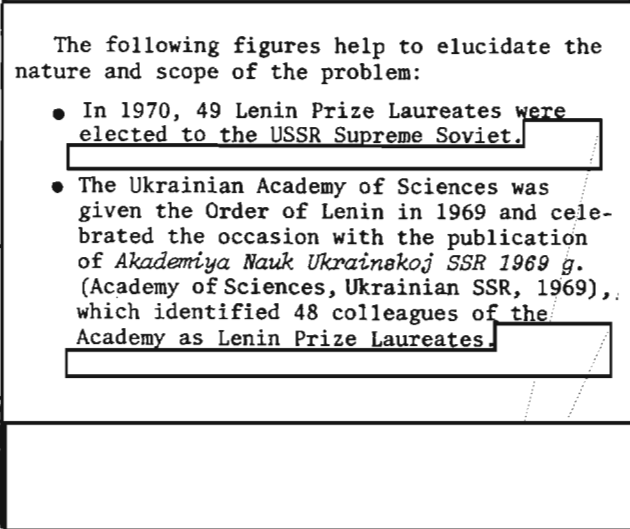 The following figures help to elucidate the
nature and scope of the problem:
● In 1970, 49 Lenin Prize Laureates were
elected to the USSR Supreme Soviet.
● The Ukrainian Academy of Sciences was
given the Order of Lenin in 1969 and cele-
brated the occasion with the publication
of Akademiya Nauk Ukrainskoj SSR 1969 g.
(Academy of Sciences, Ukrainian SSR, 1969),
which identified 48 colleagues of the
Academy as Lenin Prize Laureates.